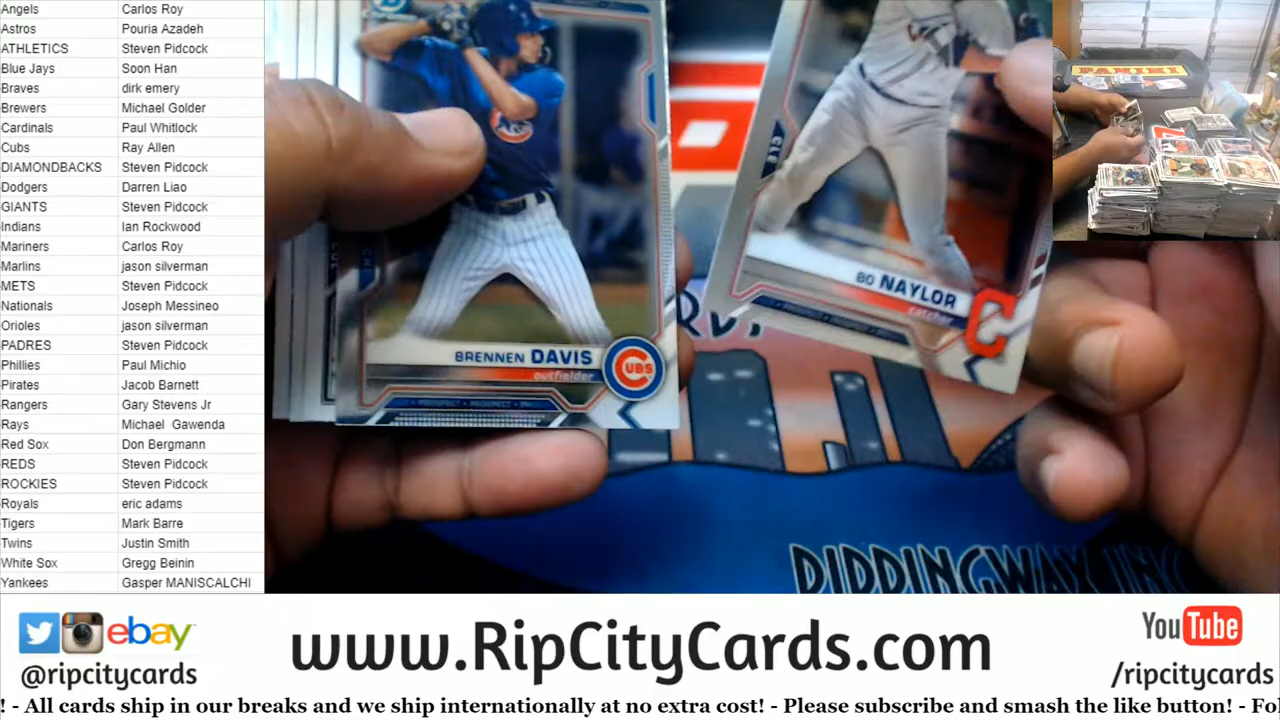 Angels Carlos Roy
Astros Pouria Azadeh
ATHLETICS Steven Pidcock
Blue Jays Soon Han
Braves dirk emery
Brewers Michael Golder
Cardinals Paul Whitlock
Cubs Ray Allen
DIAMONDBACKS Steven Pidcock
Dodgers Darren Liao
GIANTS Steven Pidcock
Indians Ian Rockwood
Mariners Carlos Roy
Marlins jason silverman
METS Steven Pidcock
Nationals Joseph Messineo
Orioles jason silverman
PADRES Steven Pidcock
Phillies Paul Michio
Pirates Jacob Barnett
Rangers Gary Stevens Jr
Rays Michael Gawenda
Red Sox Don Bergmann
REDS Steven Pidcock
ROCKIES Steven Pidcock
Royals eric adams
Tigers Mark Barre
Twins Justin Smith
White Sox Gregg Beinin
Yankees Gasper MANISCALCHI
CLE
BO NAYLOR
catcher
BRENNEN DAVIS
outfielder
CUBS
PROSPECT • PROSPECT
PANINI
ebay
@ripcitycards
www.RipCityCards.com
YouTube
/ripcitycards
! - All cards ship in our breaks and we ship internationally at no extra cost! - Please subscribe and smash the like button! - Fo